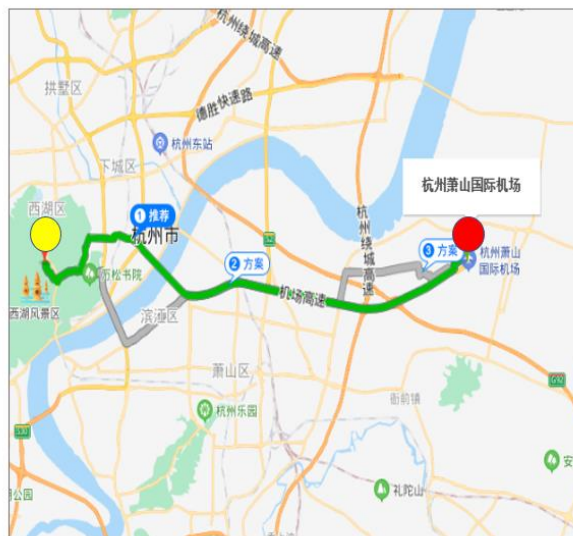 杭州绕城高速
拱墅区
德胜快速路
杭州东站
下城区
杭州萧山国际机场
西湖区
1 推荐
杭州市
杭州绕城高速
3 方案
杭州萧山
国际机场
2 方案
万松书院
机场高速
西湖风景区
滨江区
萧山区
衙前镇
杭州乐园
礼陀山
安
公园